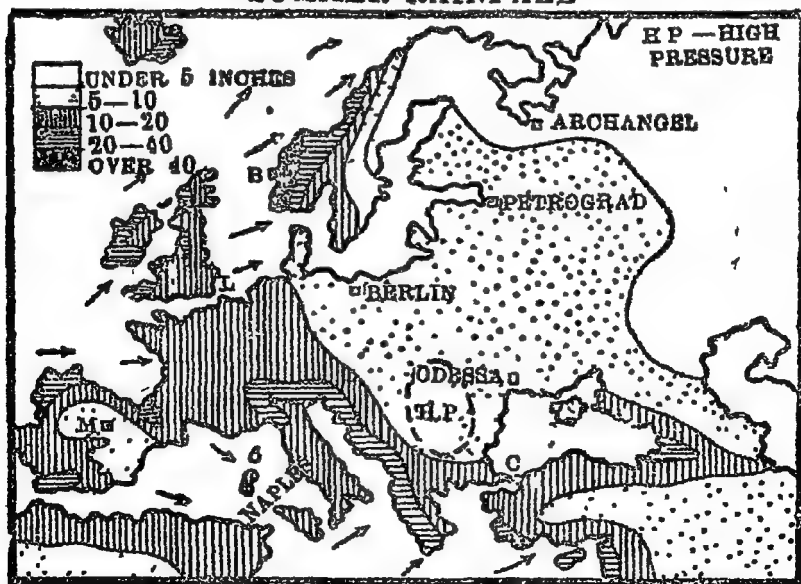 H P — HIGH
PRESSURE
UNDER 5 INCHES
5—10
10—20
20—40
OVER 40
ARCHANGEL
B
PETROGRAD
L
BERLIN
ODESSA
H.P.
M
C
NAPLES